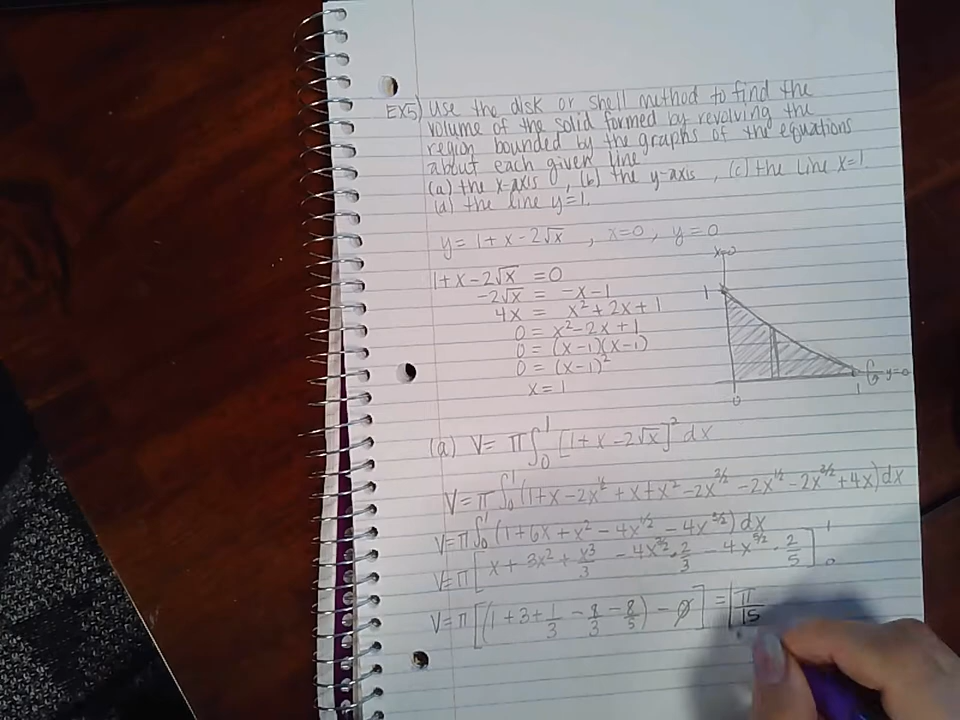 EX5) Use the disk or shell method to find the
volume of the solid formed by revolving the
region bounded by the graphs of the equations
about each given line.
(a) the x-axis, (b) the y-axis, (c) the line x=1
(d) the line y=1.
y = 1+x-2√x, x=0, y=0
1+x-2√x = 0
-2√x = -x-1
4x = x²+2x+1
0 = x²-2x+1
0 = (x-1)(x-1)
0 = (x-1)²
x = 1
x=0
1
0
1
y=0
(a) V= π∫₀¹ [1+x-2√x]² dx
V= π∫₀¹ (1+x-2x^½+x+x²-2x^3/2-2x^½-2x^3/2+4x)dx
V=π∫₀¹ (1+6x+x²-4x^1/2-4x^3/2)dx
V=π[x+3x²+x³/3-4x^3/2·2/3-4x^5/2·2/5]₀¹
V=π[(1+3+1/3-8/3-8/5)-0] = π/15